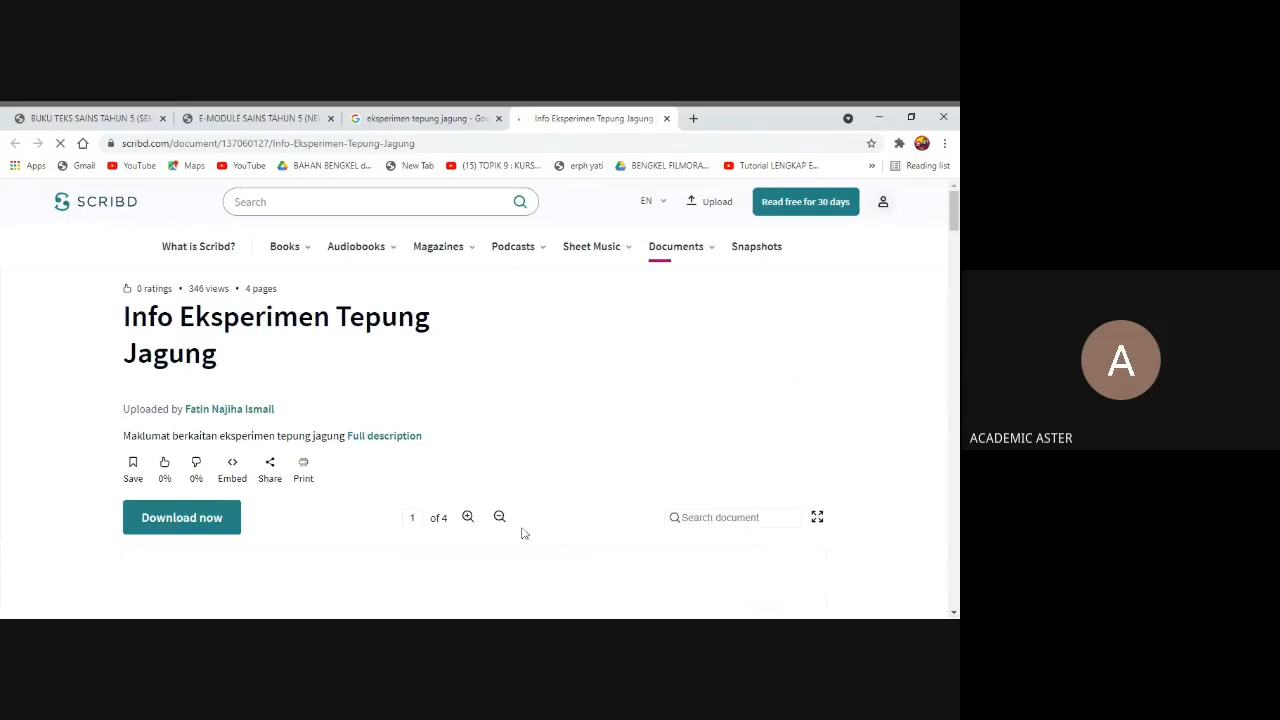 BUKU TEKS SAINS TAHUN 5 (SEM
E-MODULE SAINS TAHUN 5 (NE
eksperimen tepung jagung - Goo
Info Eksperimen Tepung Jagung
scribd.com/document/137060127/Info-Eksperimen-Tepung-Jagung
Apps Gmail YouTube Maps YouTube BAHAN BENGKEL d... New Tab (15) TOPIK 9 : KURS... erph yati BENGKEL FILMORA... Tutorial LENGKAP E... » Reading list
SCRIBD Search EN Upload Read free for 30 days
What is Scribd? Books Audiobooks Magazines Podcasts Sheet Music Documents Snapshots
0 ratings • 346 views • 4 pages
Info Eksperimen Tepung
Jagung
Uploaded by Fatin Najiha Ismail
Maklumat berkaitan eksperimen tepung jagung Full description
Save 0% 0% Embed Share Print
Download now 1 of 4 Search document
A
ACADEMIC ASTER